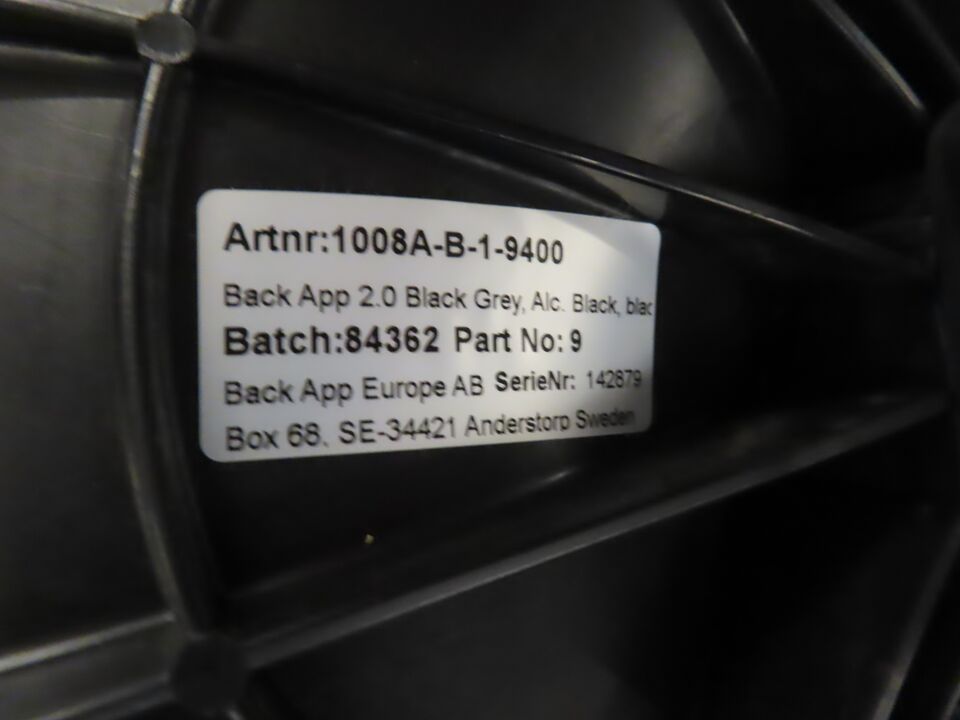 Artnr:1008A-B-1-9400
Back App 2.0 Black Grey, Alc. Black, blac
Batch:84362 Part No: 9
Back App Europe AB SerieNr: 142879
Box 68. SE-34421 Anderstorp Sweden